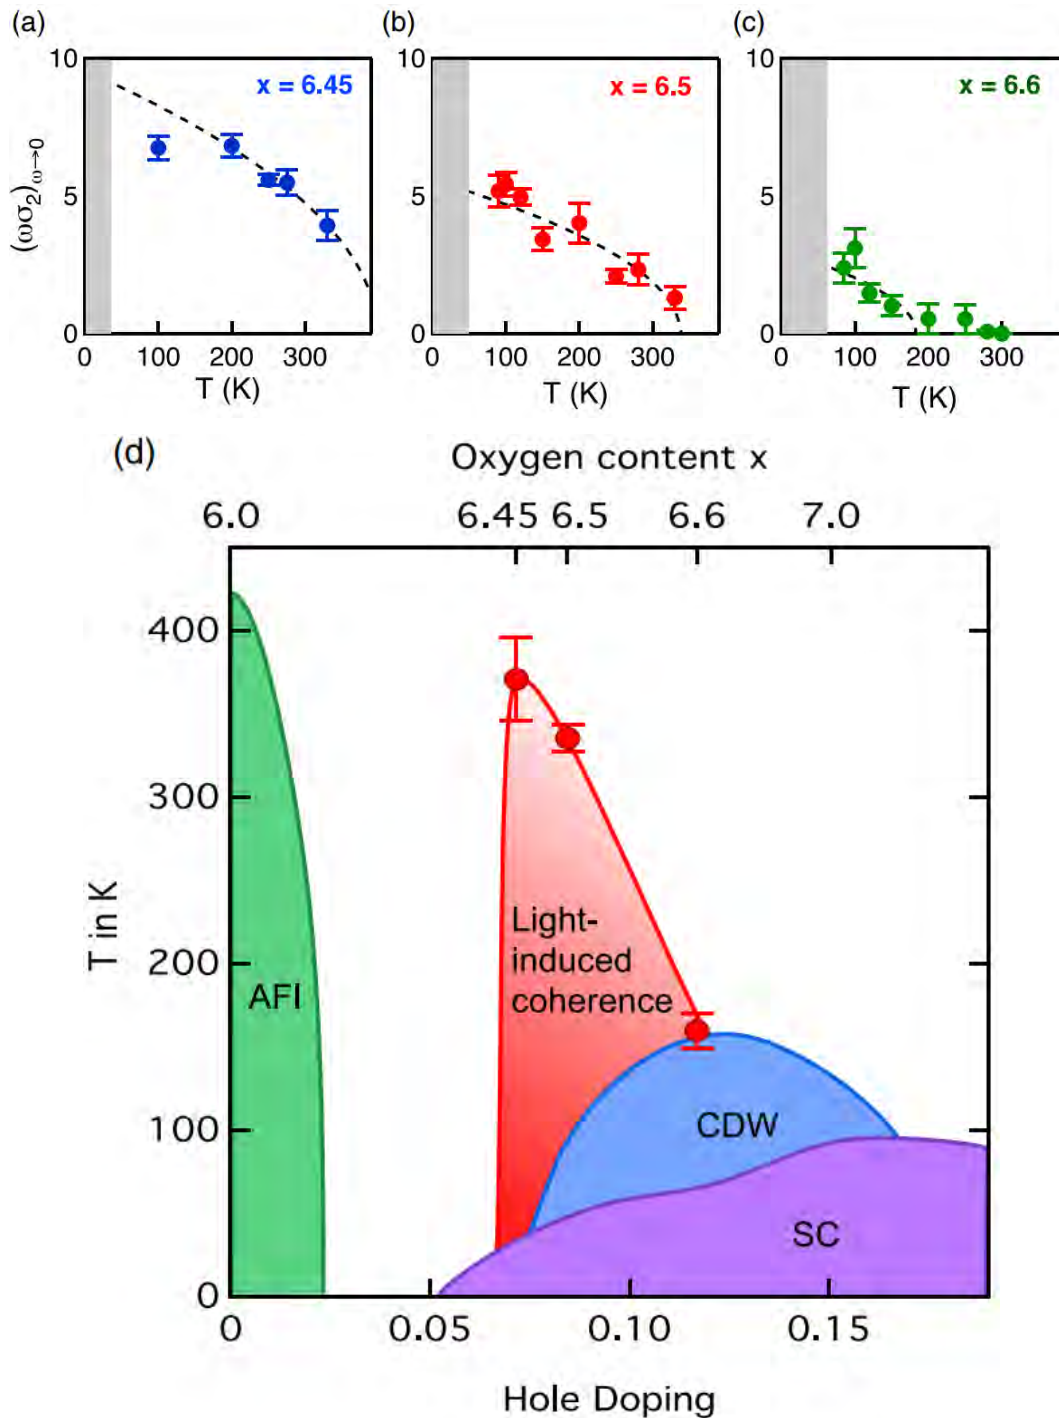 (a)
(b)
(c)
10
10
10
x = 6.45
x = 6.5
x = 6.6
(ωσ2)ω→0
5
5
5
0
0
0
0 100 200 300
0 100 200 300
0 100 200 300
T (K)
T (K)
T (K)
(d)
Oxygen content x
6.0 6.45 6.5 6.6 7.0
400
300
200
100
0
T in K
AFI
Light-
induced
coherence
CDW
SC
0 0.05 0.10 0.15
Hole Doping